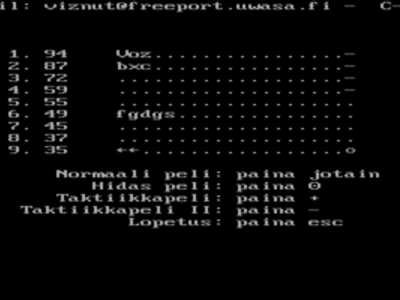 il: viznut@freeport.uwasa.fi - C-
1. 94 Voz......................-
2. 87 bxc......................-
3. 72 .........................-
4. 59 .........................-
5. 55 ..........................
6. 49 fgdgs.....................
7. 45 ..........................
8. 37 ..........................
9. 35 ++.......................o
Normaali peli: paina jotain
Hidas peli: paina 0
Taktiikkapeli: paina +
Taktiikkapeli II: paina -
Lopetus: paina esc